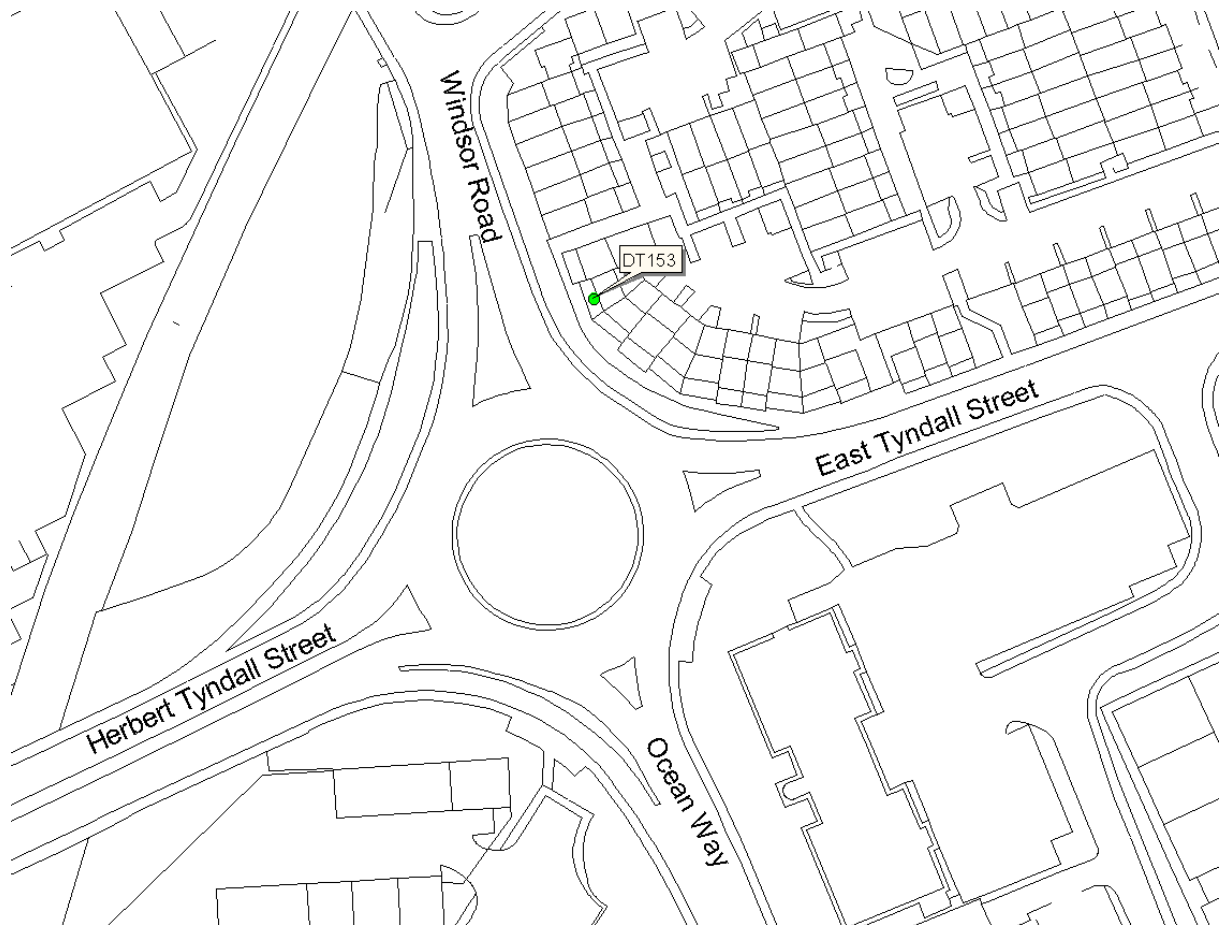 Windsor Road
DT153
East Tyndall Street
Herbert Tyndall Street
Ocean Way